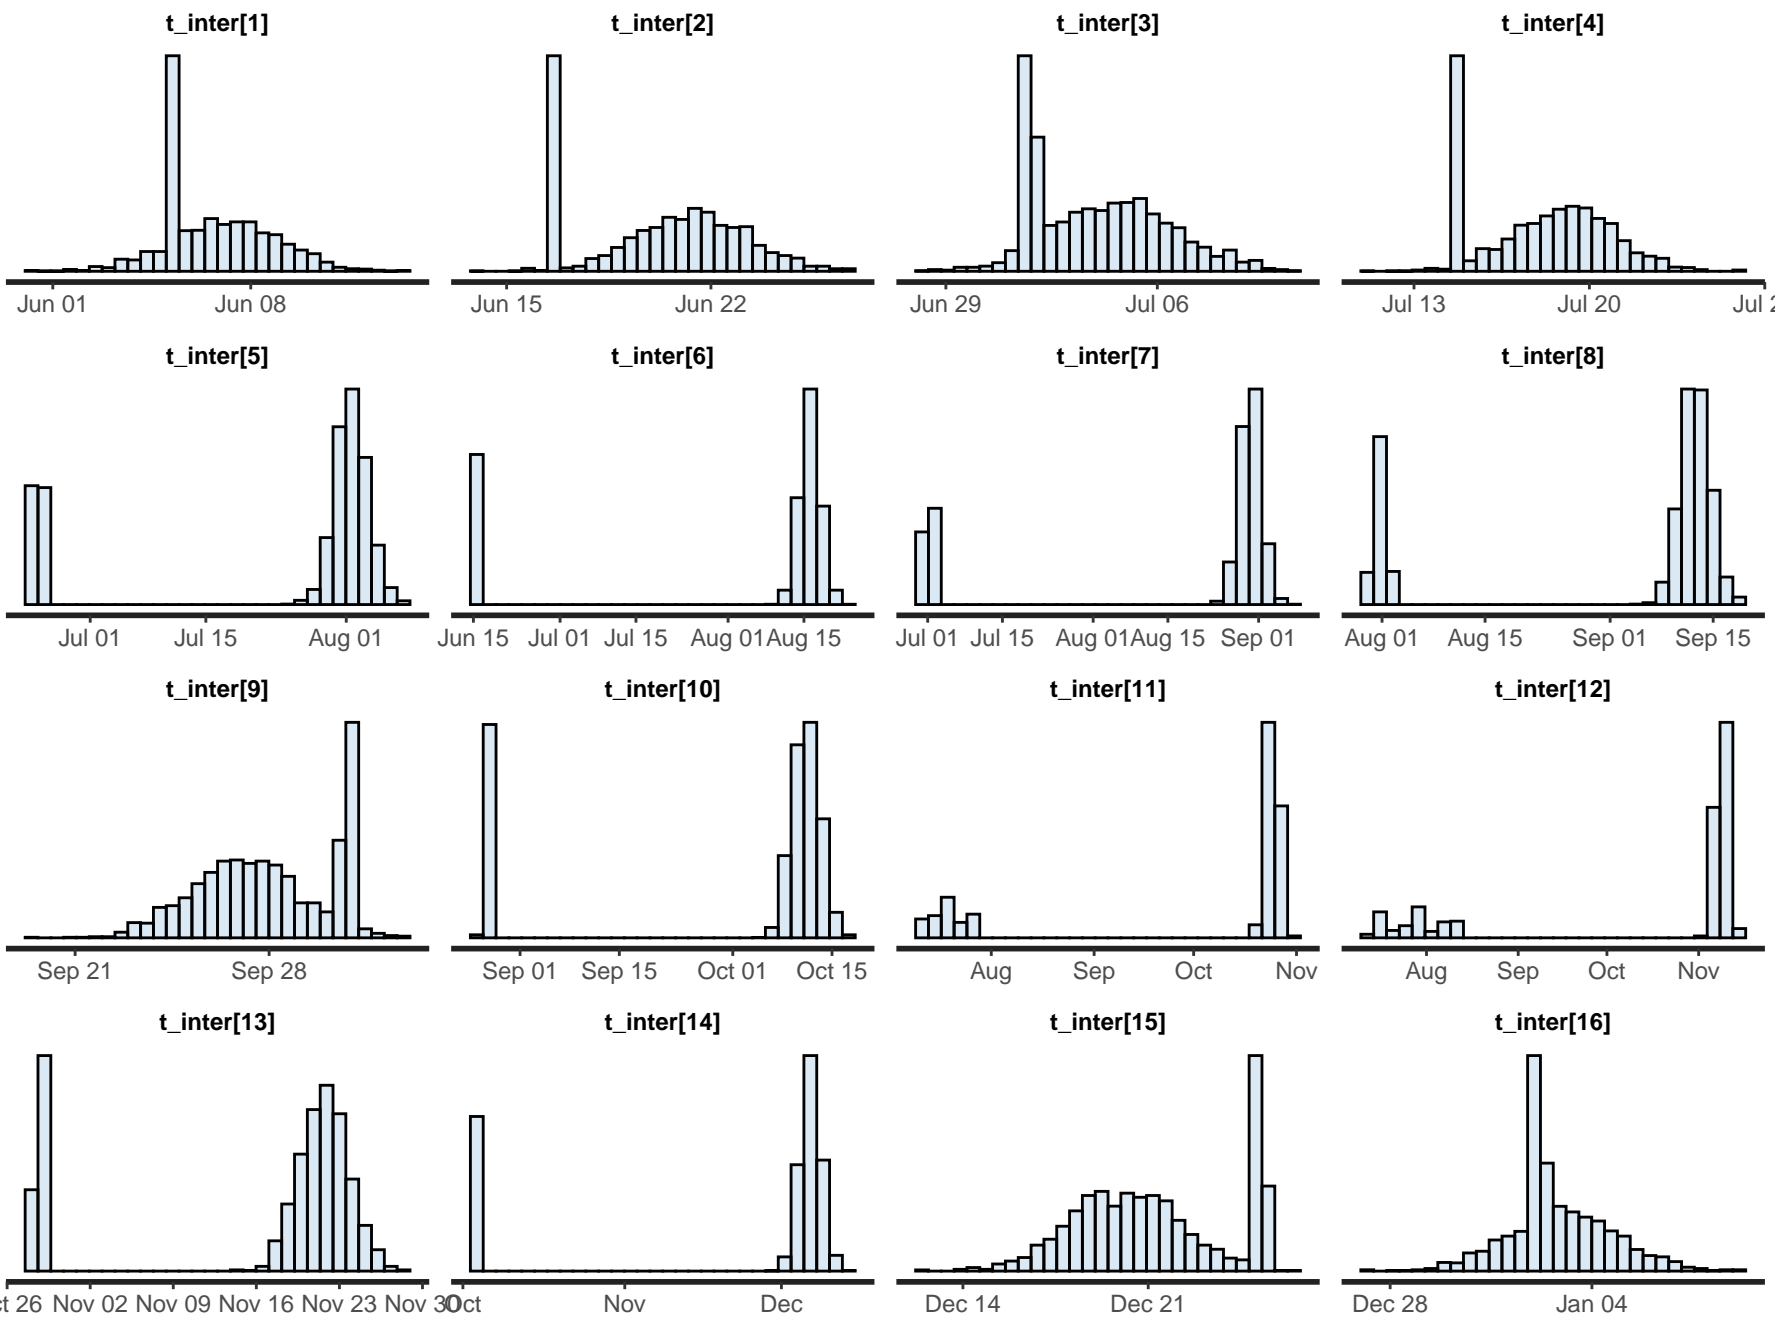 t_inter[1] t_inter[2] t_inter[3] t_inter[4]
Jun 01 Jun 08 Jun 15 Jun 22 Jun 29 Jul 06 Jul 13 Jul 20 Jul 2
t_inter[5] t_inter[6] t_inter[7] t_inter[8]
Jul 01 Jul 15 Aug 01 Jun 15 Jul 01 Jul 15 Aug 01 Aug 15 Jul 01 Jul 15 Aug 01 Aug 15 Sep 01 Aug 01 Aug 15 Sep 01 Sep 15
t_inter[9] t_inter[10] t_inter[11] t_inter[12]
Sep 21 Sep 28 Sep 01 Sep 15 Oct 01 Oct 15 Aug Sep Oct Nov Aug Sep Oct Nov
t_inter[13] t_inter[14] t_inter[15] t_inter[16]
ct 26 Nov 02 Nov 09 Nov 16 Nov 23 Nov 30 Oct Nov Dec Dec 14 Dec 21 Dec 28 Jan 04